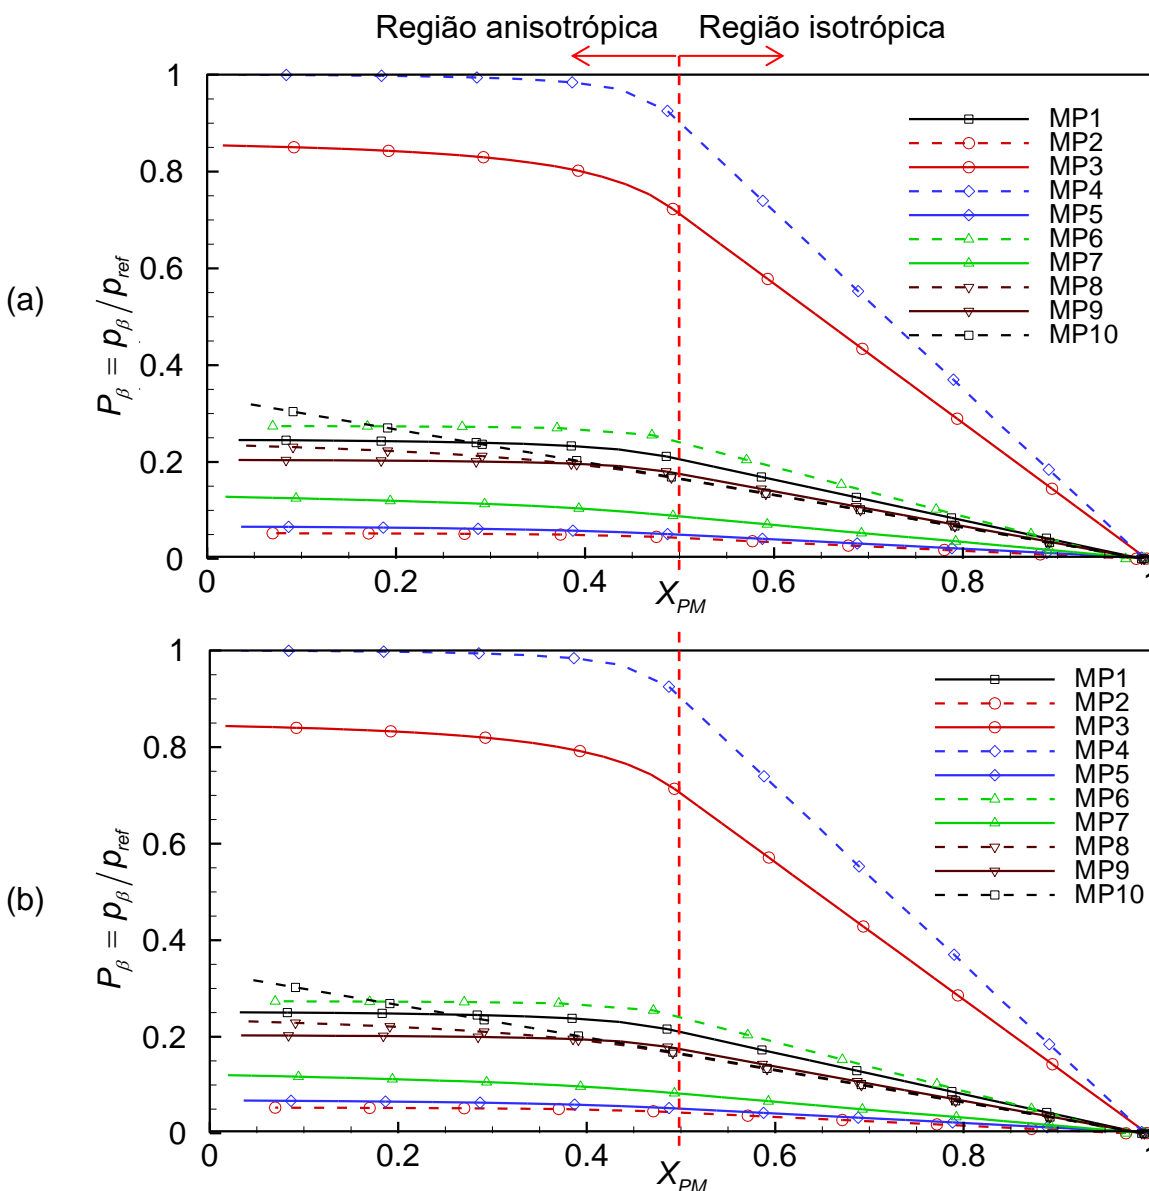 Região anisotrópica Região isotrópica
(a)
P_β = p_β / p_ref
1
0.8
0.6
0.4
0.2
0
0 0.2 0.4 0.6 0.8 1
X_PM
MP1
MP2
MP3
MP4
MP5
MP6
MP7
MP8
MP9
MP10
(b)
P_β = p_β / p_ref
1
0.8
0.6
0.4
0.2
0
0 0.2 0.4 0.6 0.8 1
X_PM
MP1
MP2
MP3
MP4
MP5
MP6
MP7
MP8
MP9
MP10